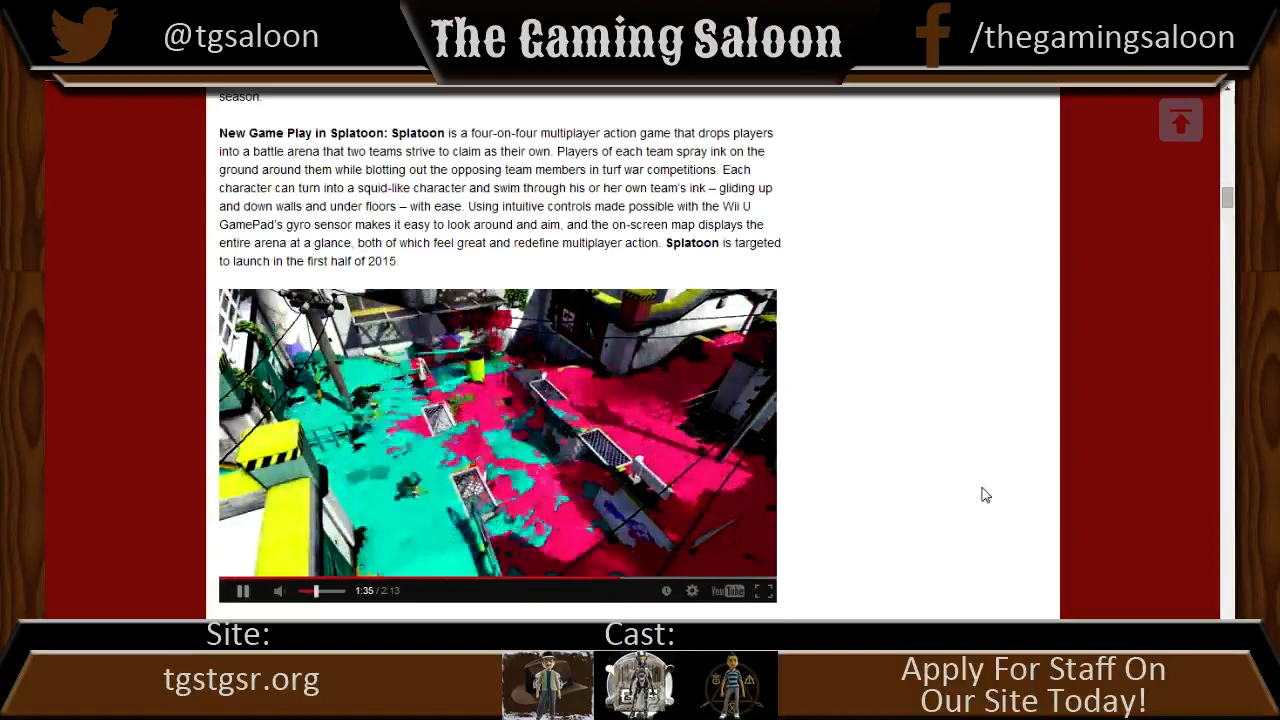 @tgsaloon
The Gaming Saloon
/thegamingsaloon
season.
New Game Play in Splatoon: Splatoon is a four-on-four multiplayer action game that drops players
into a battle arena that two teams strive to claim as their own. Players of each team spray ink on the
ground around them while blotting out the opposing team members in turf war competitions. Each
character can turn into a squid-like character and swim through his or her own team's ink – gliding up
and down walls and under floors – with ease. Using intuitive controls made possible with the Wii U
GamePad's gyro sensor makes it easy to look around and aim, and the on-screen map displays the
entire arena at a glance, both of which feel great and redefine multiplayer action. Splatoon is targeted
to launch in the first half of 2015.
1:35 / 2:13
YouTube
Site:
Cast:
tgstgsr.org
Apply For Staff On
Our Site Today!